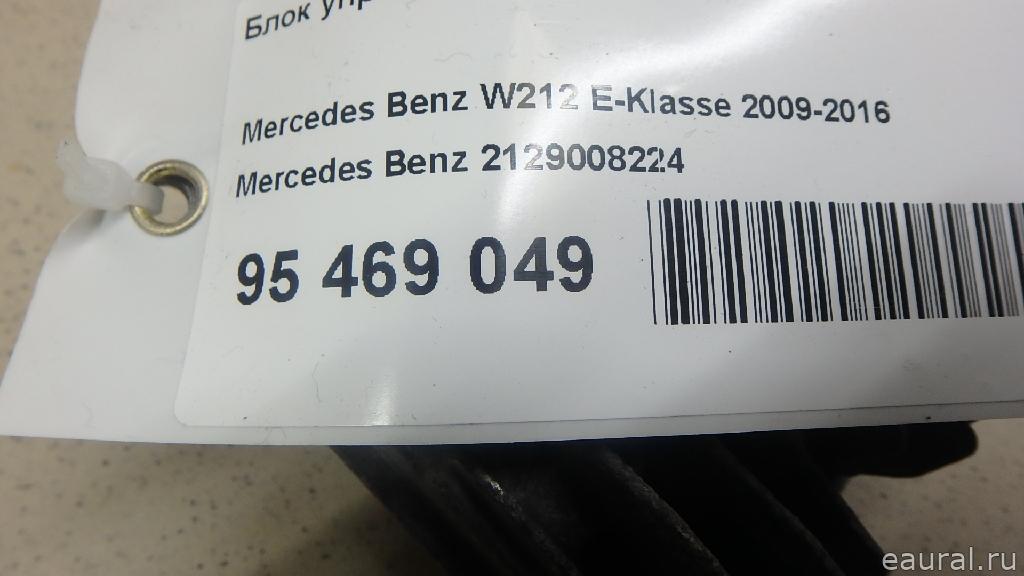 Блок упр
Mercedes Benz W212 E-Klasse 2009-2016
Mercedes Benz 2129008224
95 469 049
eaural.ru